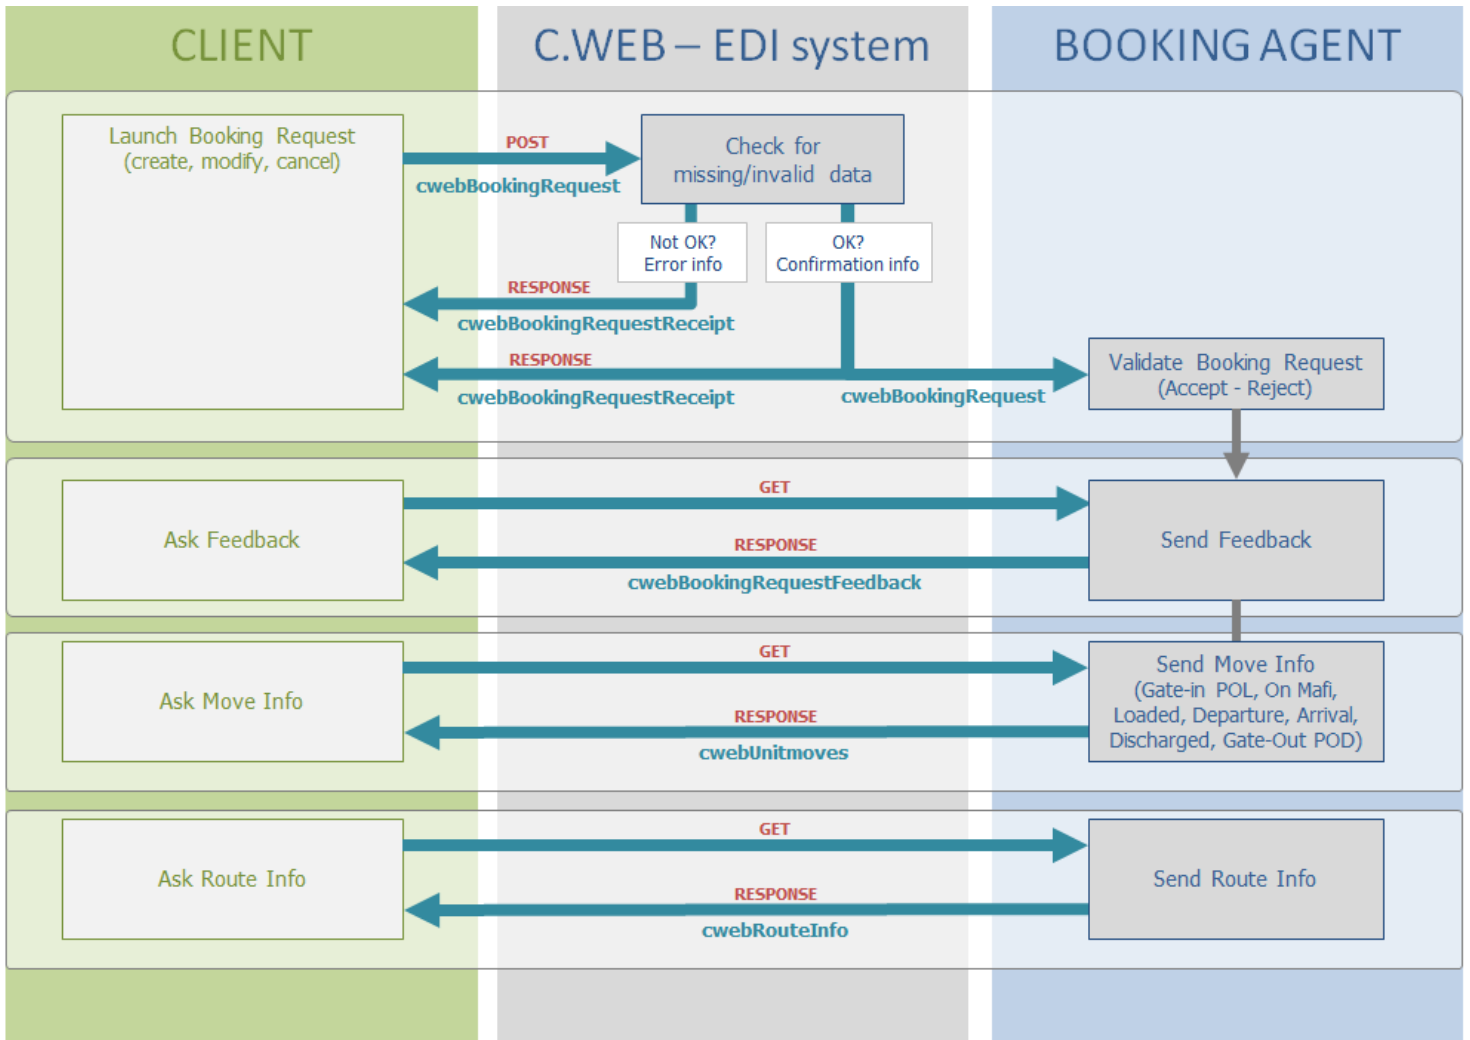 CLIENT
C.WEB – EDI system
BOOKING AGENT
Launch Booking Request
(create, modify, cancel)
POST
cwebBookingRequest
Check for
missing/invalid data
Not OK?
Error info
OK?
Confirmation info
RESPONSE
cwebBookingRequestReceipt
RESPONSE
cwebBookingRequestReceipt
cwebBookingRequest
Validate Booking Request
(Accept - Reject)
Ask Feedback
GET
RESPONSE
cwebBookingRequestFeedback
Send Feedback
Ask Move Info
GET
RESPONSE
cwebUnitmoves
Send Move Info
(Gate-in POL, On Mafi,
Loaded, Departure, Arrival,
Discharged, Gate-Out POD)
Ask Route Info
GET
RESPONSE
cwebRouteInfo
Send Route Info